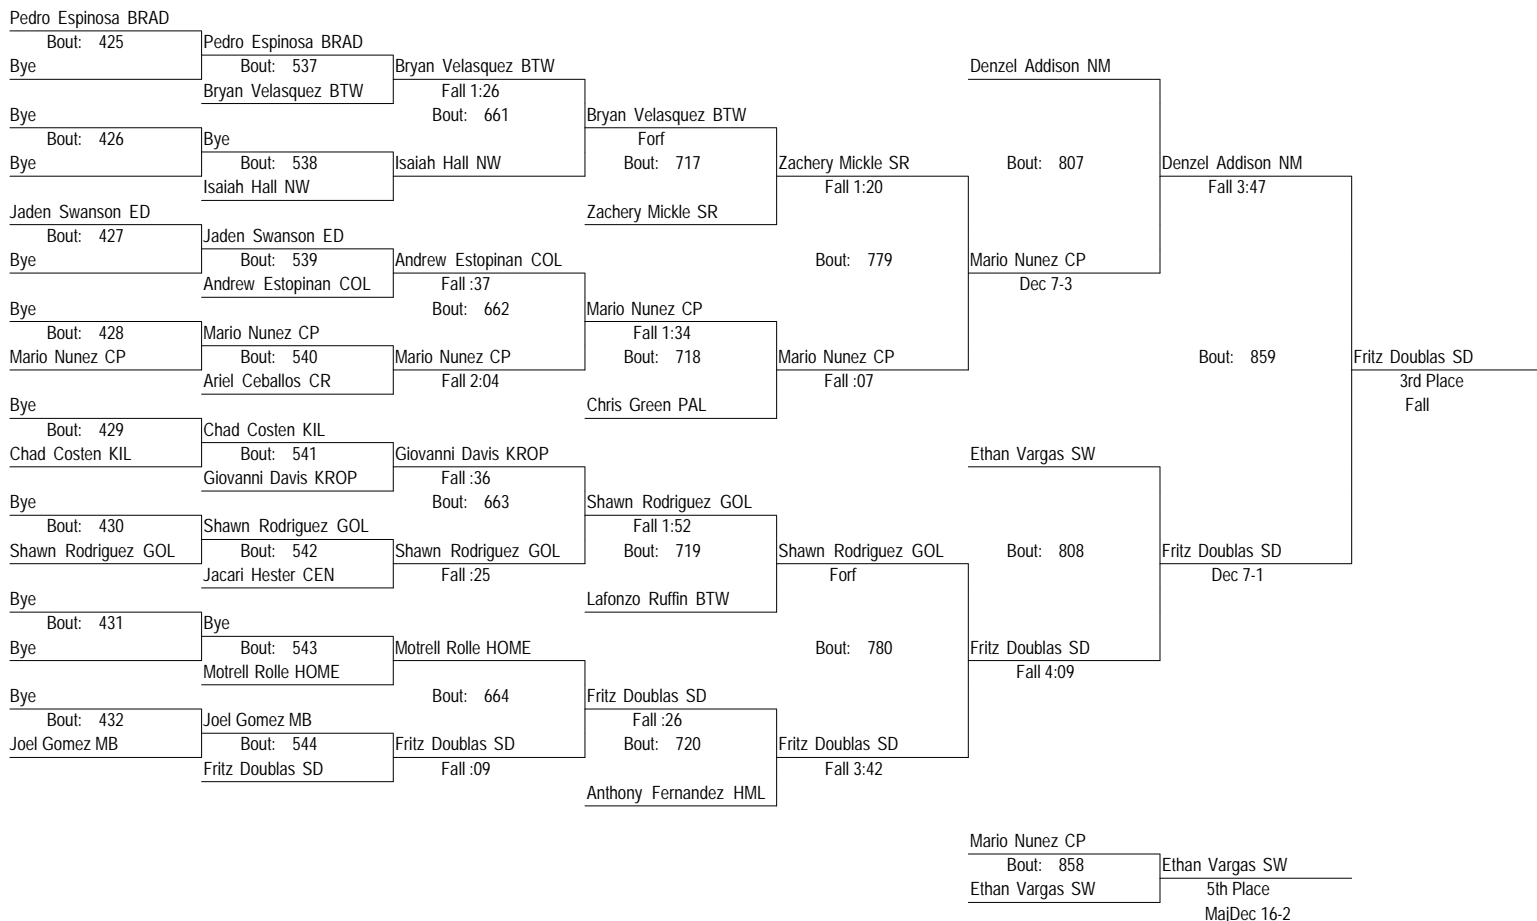 Pedro Espinosa BRAD
Bout: 425
Pedro Espinosa BRAD
Bye
Bout: 537
Bryan Velasquez BTW
Denzel Addison NM
Bryan Velasquez BTW
Fall 1:26
Bye
Bout: 661
Bryan Velasquez BTW
Bout: 426
Bye
Forf
Bye
Bout: 538
Isaiah Hall NW
Bout: 717
Zachery Mickle SR
Bout: 807
Denzel Addison NM
Isaiah Hall NW
Fall 1:20
Fall 3:47
Jaden Swanson ED
Zachery Mickle SR
Bout: 427
Jaden Swanson ED
Bye
Bout: 539
Andrew Estopinan COL
Bout: 779
Mario Nunez CP
Andrew Estopinan COL
Fall :37
Dec 7-3
Bye
Bout: 662
Mario Nunez CP
Bout: 428
Mario Nunez CP
Fall 1:34
Mario Nunez CP
Bout: 540
Mario Nunez CP
Bout: 718
Mario Nunez CP
Bout: 859
Fritz Doublas SD
Ariel Ceballos CR
Fall 2:04
Fall :07
3rd Place
Bye
Chris Green PAL
Fall
Bout: 429
Chad Costen KIL
Chad Costen KIL
Bout: 541
Giovanni Davis KROP
Ethan Vargas SW
Giovanni Davis KROP
Fall :36
Bye
Bout: 663
Shawn Rodriguez GOL
Bout: 430
Shawn Rodriguez GOL
Fall 1:52
Shawn Rodriguez GOL
Bout: 542
Shawn Rodriguez GOL
Bout: 719
Shawn Rodriguez GOL
Bout: 808
Fritz Doublas SD
Jacari Hester CEN
Fall :25
Forf
Dec 7-1
Bye
Lafonzo Ruffin BTW
Bout: 431
Bye
Bye
Bout: 543
Motrell Rolle HOME
Bout: 780
Fritz Doublas SD
Motrell Rolle HOME
Fall 4:09
Bye
Bout: 664
Fritz Doublas SD
Bout: 432
Joel Gomez MB
Fall :26
Joel Gomez MB
Bout: 544
Fritz Doublas SD
Bout: 720
Fritz Doublas SD
Fritz Doublas SD
Fall :09
Fall 3:42
Anthony Fernandez HML
Mario Nunez CP
Bout: 858
Ethan Vargas SW
Ethan Vargas SW
5th Place
MajDec 16-2